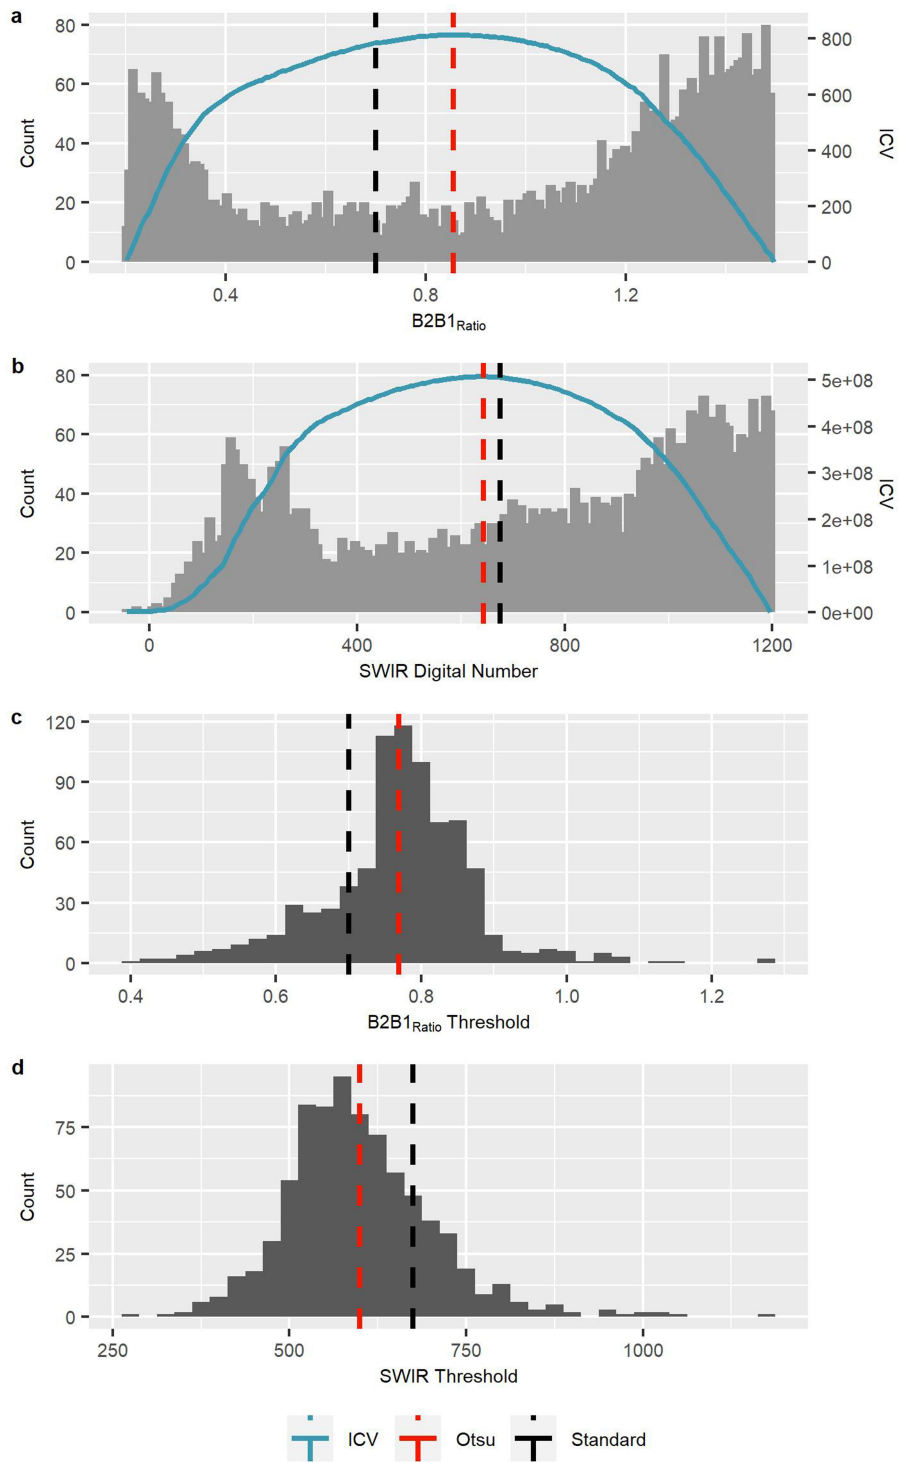 a
80
60
40
20
0
Count
800
600
400
200
0
ICV
0.4 0.8 1.2
B2B1Ratio
b
80
60
40
20
0
Count
5e+08
4e+08
3e+08
2e+08
1e+08
0e+00
ICV
0 400 800 1200
SWIR Digital Number
c
120
90
60
30
0
Count
0.4 0.6 0.8 1.0 1.2
B2B1Ratio Threshold
d
75
50
25
0
Count
250 500 750 1000
SWIR Threshold
ICV Otsu Standard